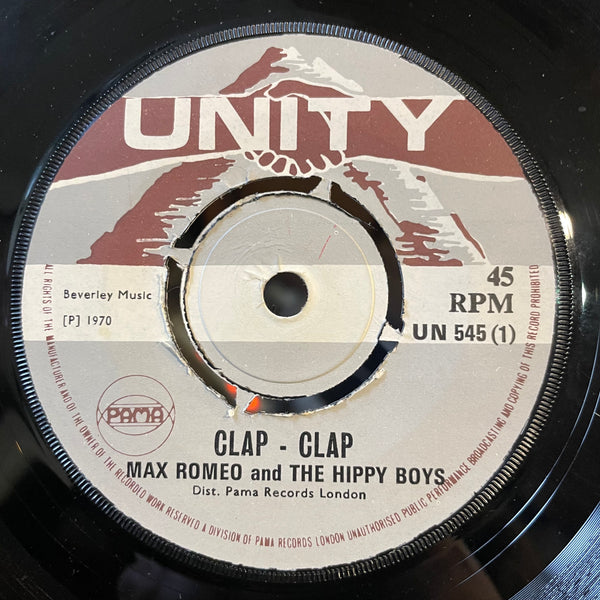 UNITY
45
RPM
UN 545 (1)
Beverley Music
[P] 1970
PAMA
CLAP - CLAP
MAX ROMEO and THE HIPPY BOYS
Dist. Pama Records London
ALL RIGHTS OF THE MANUFACTURER AND OF THE OWNER OF THE RECORDED WORK RESERVED A DIVISION OF PAMA RECORDS LONDON UNAUTHORISED PUBLIC PERFORMANCE BROADCASTING AND COPYING OF THIS RECORD PROHIBITED